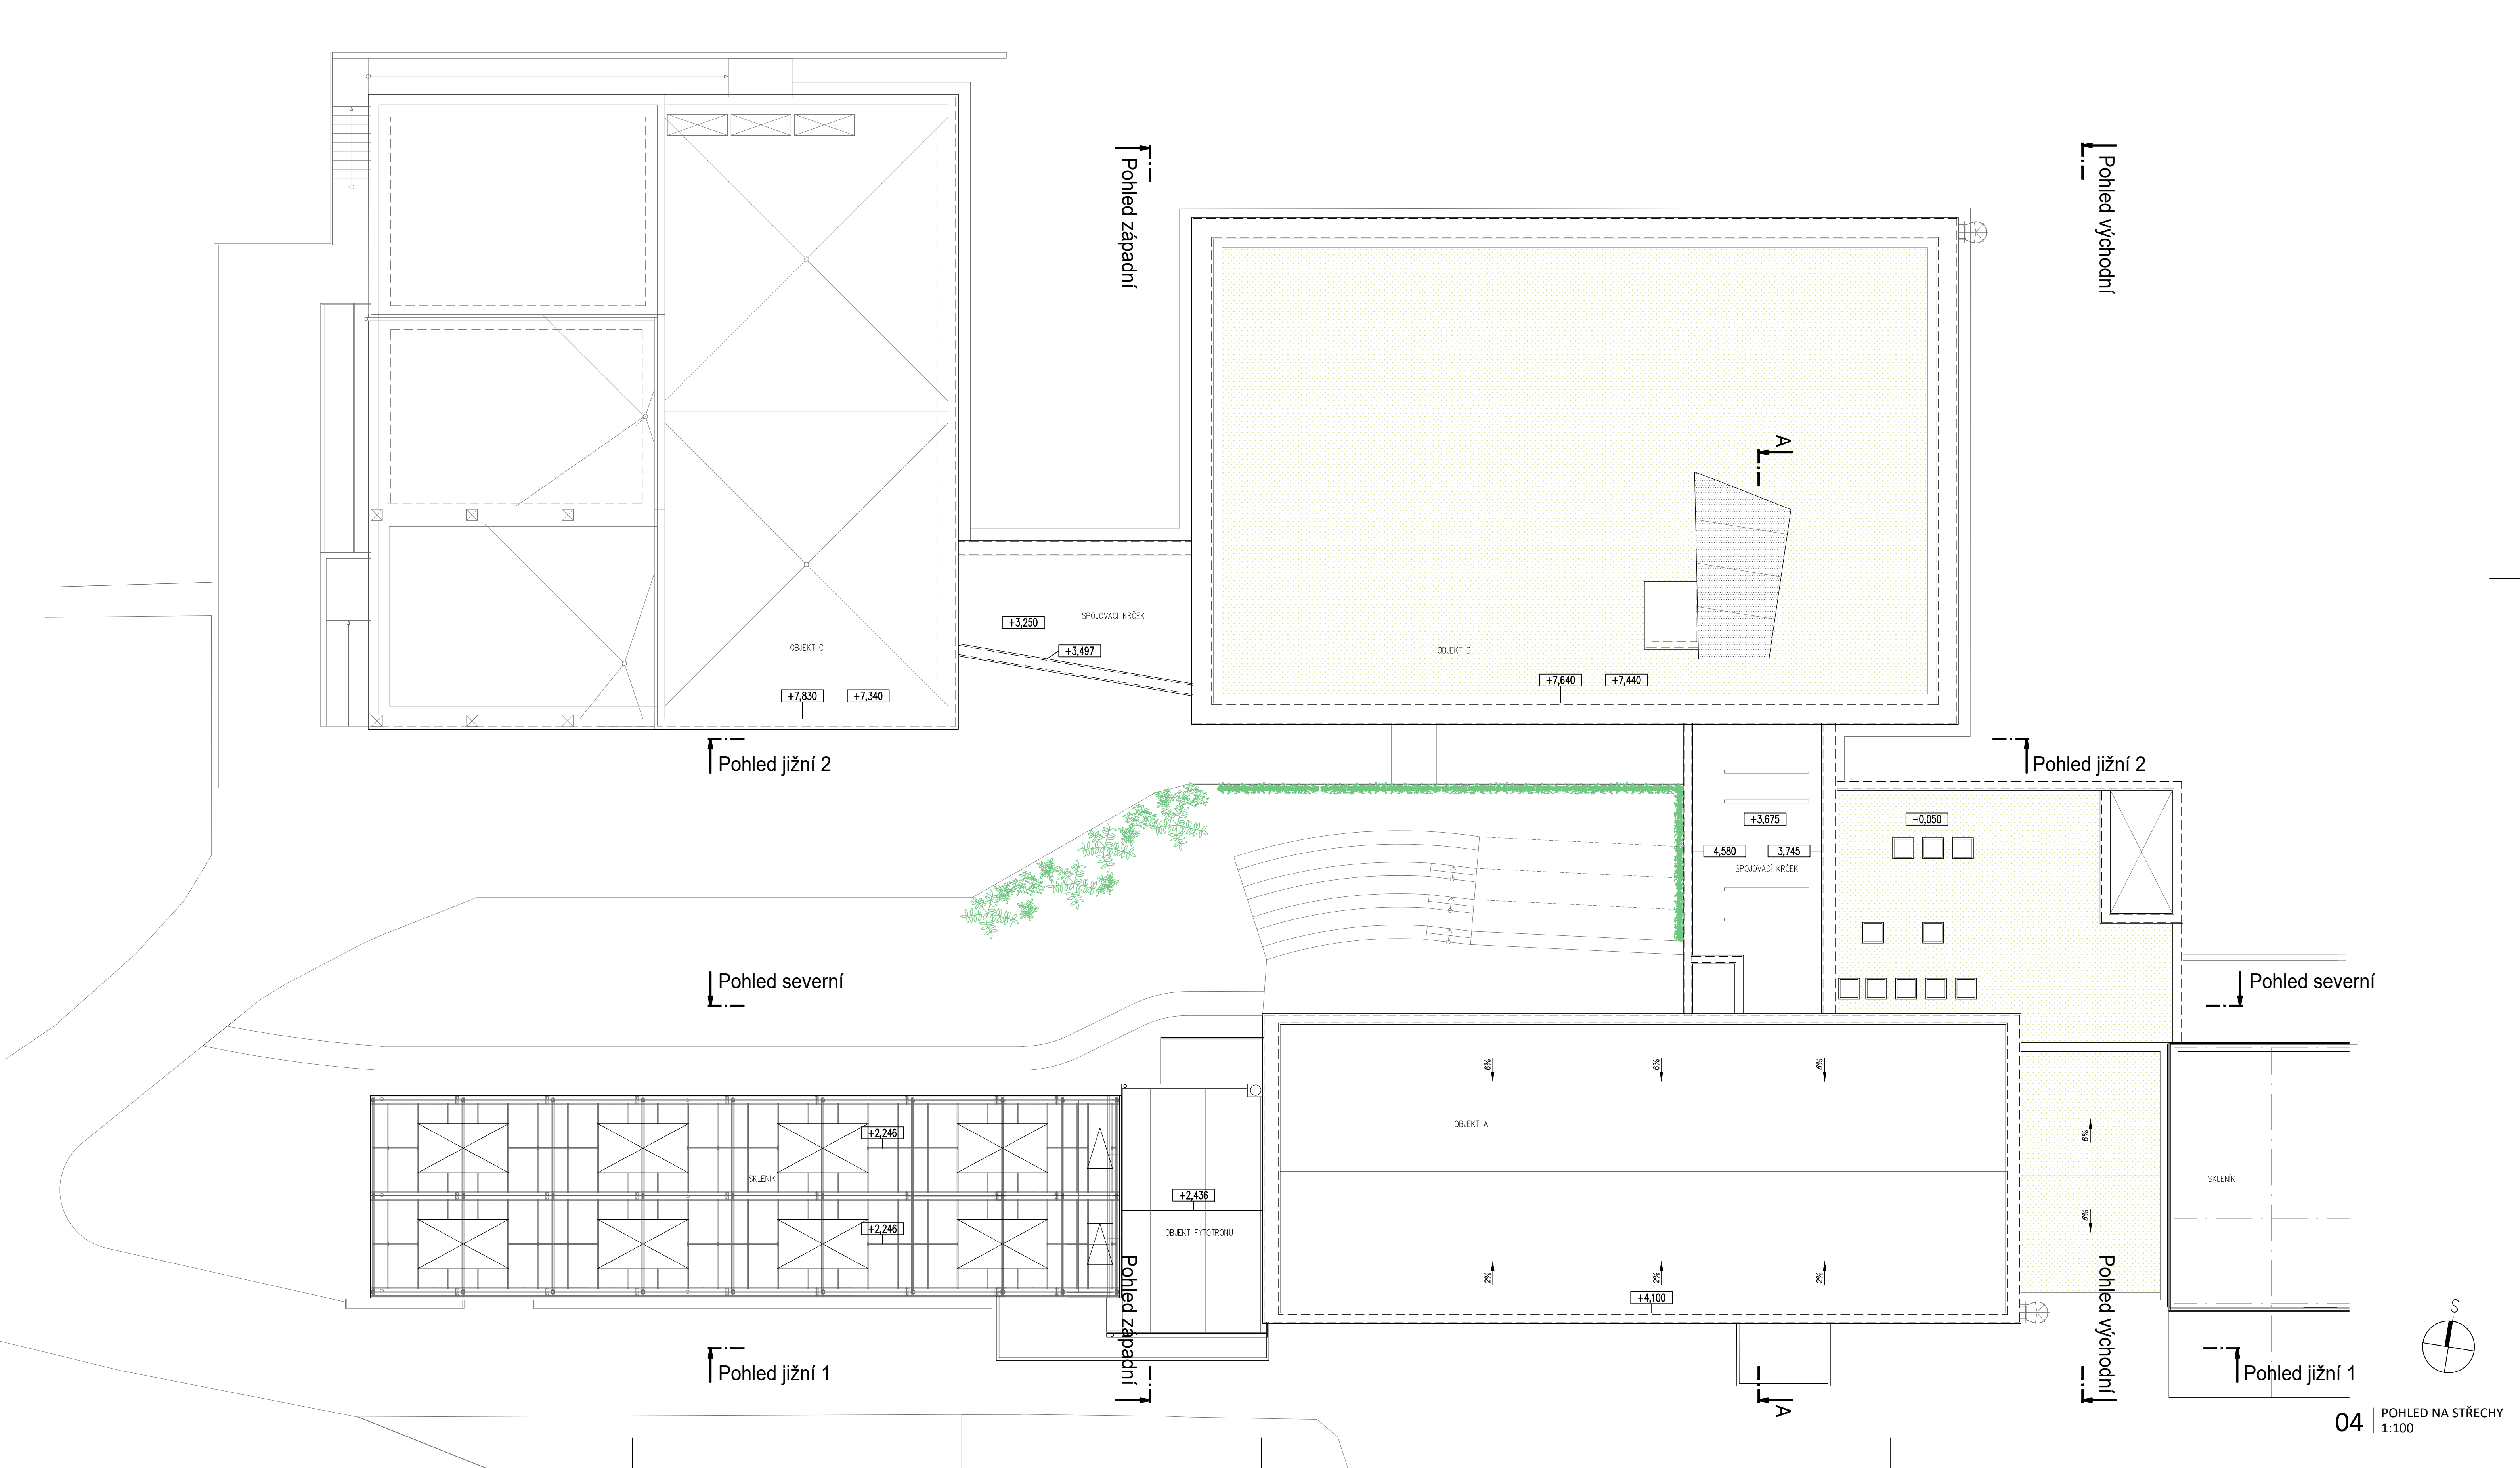 Pohled západní
Pohled východní
A
+3,250
SPOJOVACÍ KRČEK
+3,497
OBJEKT C
+7,830
+7,340
OBJEKT B
+7,640
+7,440
Pohled jižní 2
Pohled jižní 2
+3,675
-0,050
4,580
3,745
SPOJOVACÍ KRČEK
Pohled severní
Pohled severní
6%
6%
6%
OBJEKT A.
+2,246
6%
SKLENÍK
SKLENÍK
+2,436
+2,246
OBJEKT FYTOTRONU
6%
2%
2%
2%
+4,100
Pohled západní
Pohled východní
S
Pohled jižní 1
Pohled jižní 1
A
04
POHLED NA STŘECHY
1:100